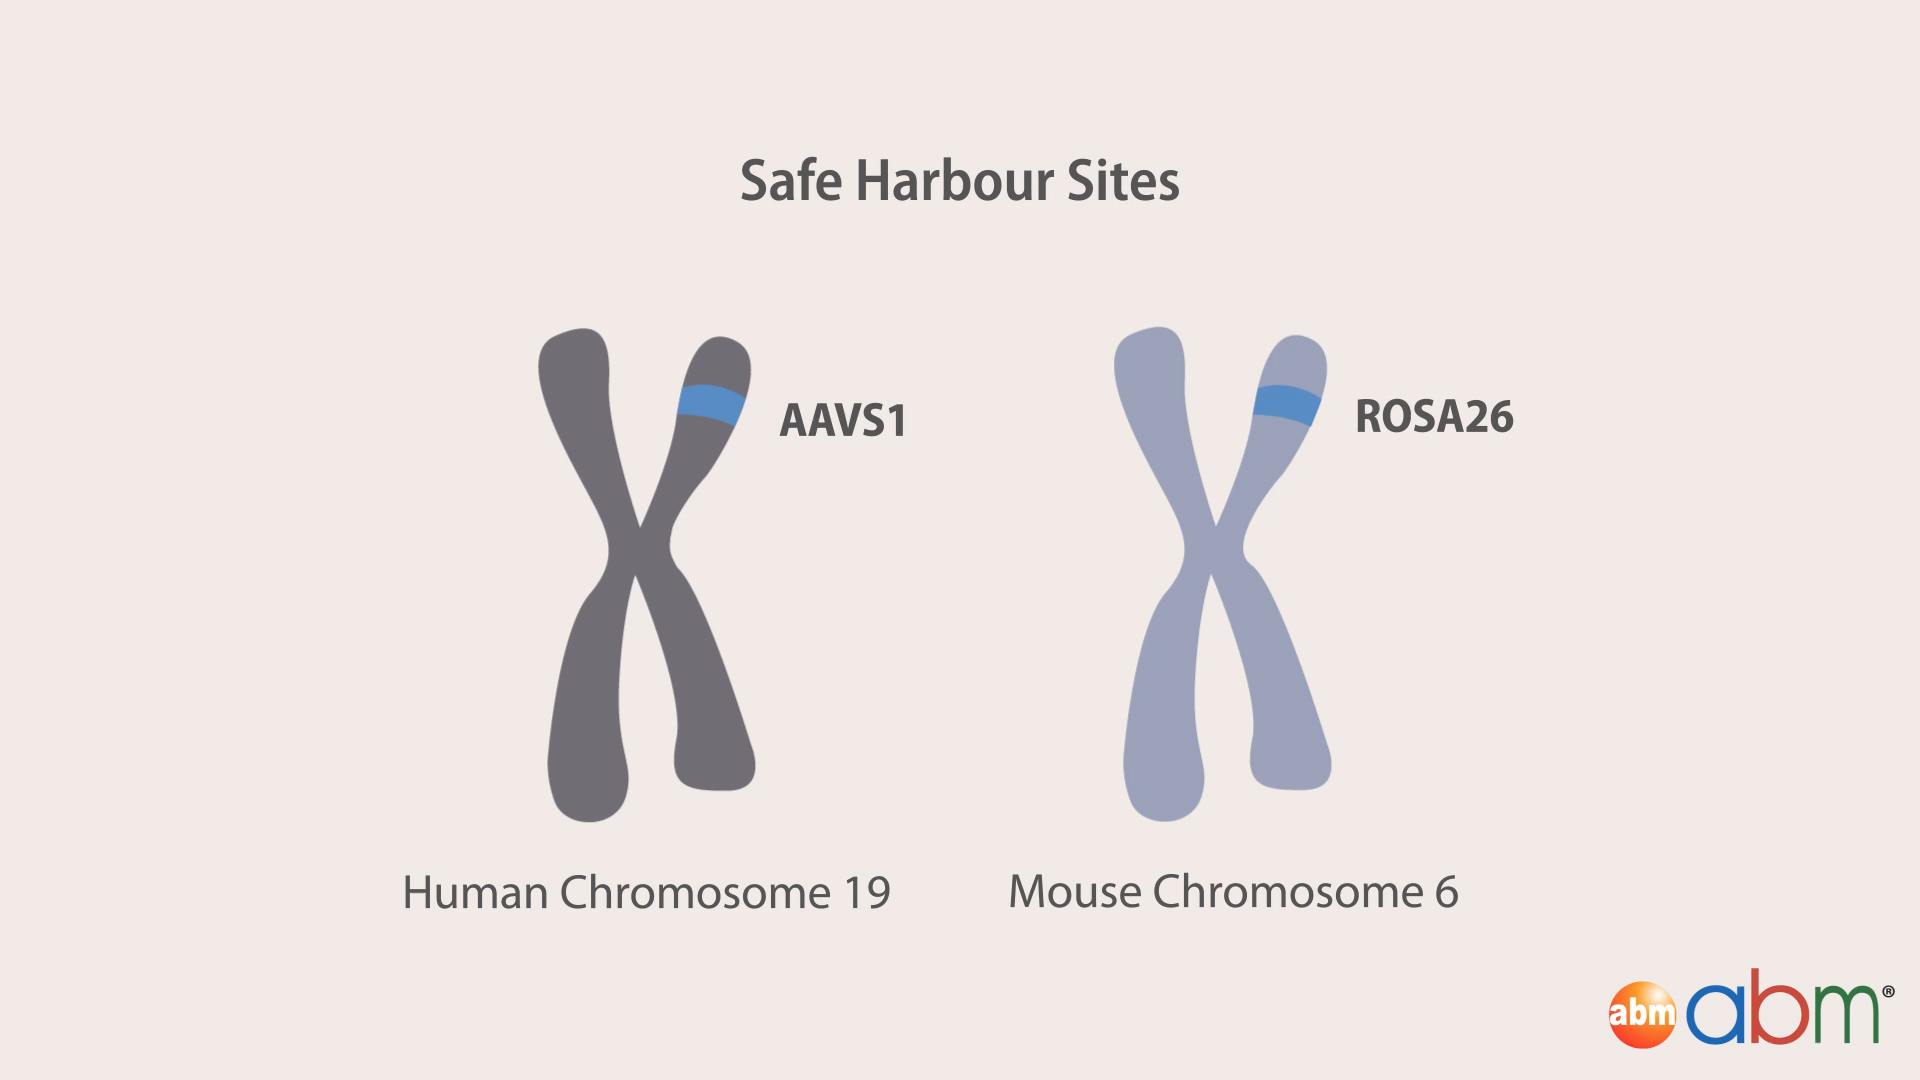 Safe Harbour Sites
AAVS1
ROSA26
Human Chromosome 19
Mouse Chromosome 6
abm abm®